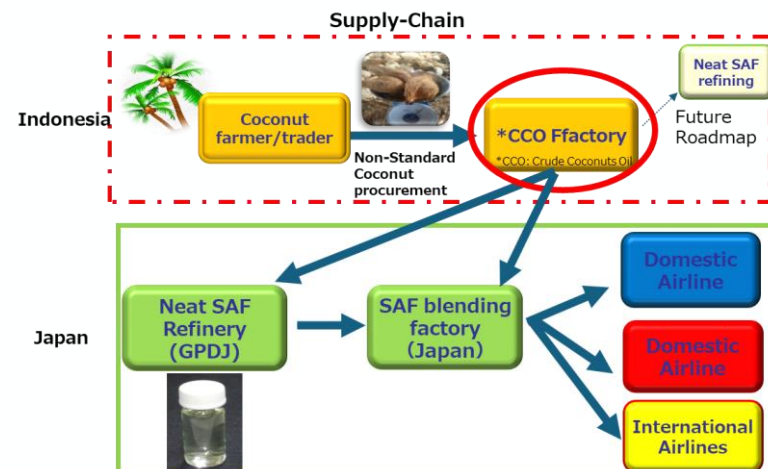 Supply-Chain
Indonesia
Coconut
farmer/trader
Non-Standard
Coconut
procurement
*CCO Ffactory
*CCO: Crude Coconuts Oil
Neat SAF
refining
Future
Roadmap
Japan
Neat SAF
Refinery
(GPDJ)
SAF blending
factory
(Japan)
Domestic
Airline
Domestic
Airline
International
Airlines